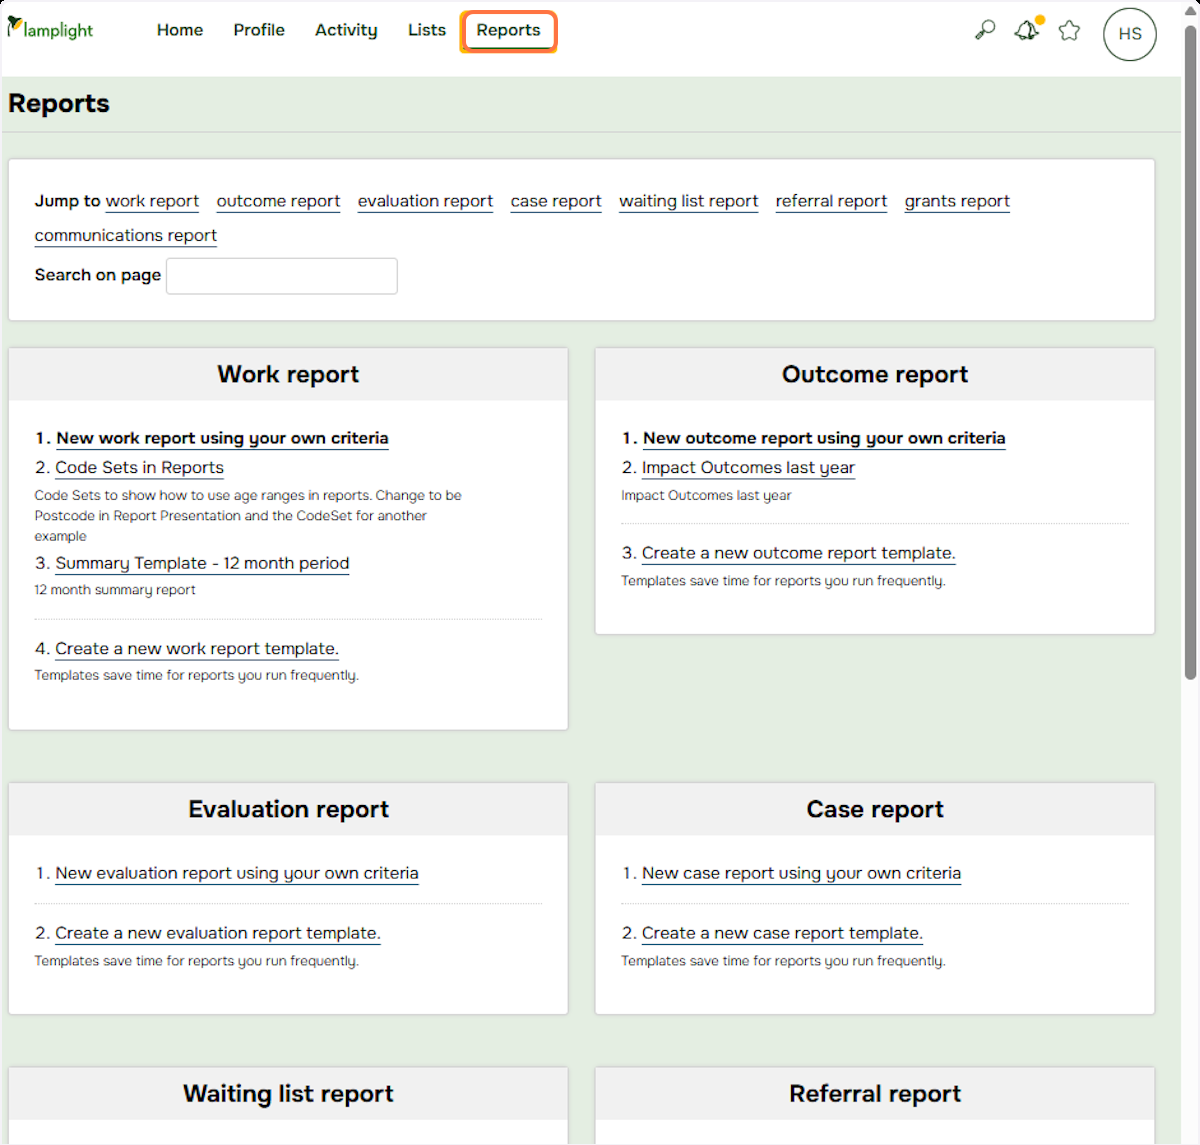 lamplight Home Profile Activity Lists Reports HS
Reports
Jump to work report outcome report evaluation report case report waiting list report referral report grants report
communications report
Search on page
Work report
1. New work report using your own criteria
2. Code Sets in Reports
Code Sets to show how to use age ranges in reports. Change to be
Postcode in Report Presentation and the CodeSet for another
example
3. Summary Template - 12 month period
12 month summary report
4. Create a new work report template.
Templates save time for reports you run frequently.
Outcome report
1. New outcome report using your own criteria
2. Impact Outcomes last year
Impact Outcomes last year
3. Create a new outcome report template.
Templates save time for reports you run frequently.
Evaluation report
1. New evaluation report using your own criteria
2. Create a new evaluation report template.
Templates save time for reports you run frequently.
Case report
1. New case report using your own criteria
2. Create a new case report template.
Templates save time for reports you run frequently.
Waiting list report
Referral report